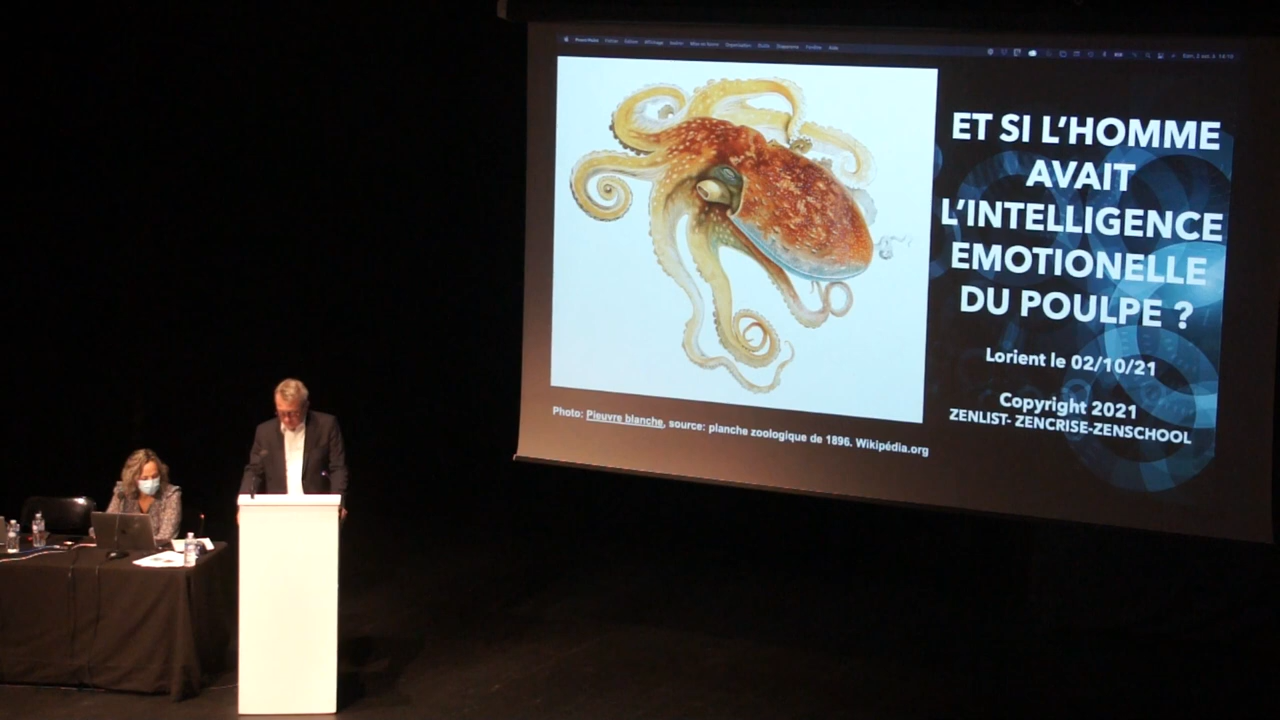 ET SI L'HOMME
AVAIT
L'INTELLIGENCE
EMOTIONELLE
DU POULPE ?
Lorient le 02/10/21
Copyright 2021
ZENLIST- ZENCRISE-ZENSCHOOL
Photo: Pieuvre blanche, source: planche zoologique de 1896. Wikipédia.org